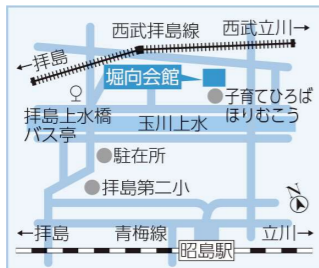 西武拝島線
西武立川→
←拝島
堀向会館
子育てひろば
ほりむこう
拝島上水橋
バス亭
玉川上水
駐在所
拝島第二小
N
←拝島
青梅線
立川→
昭島駅